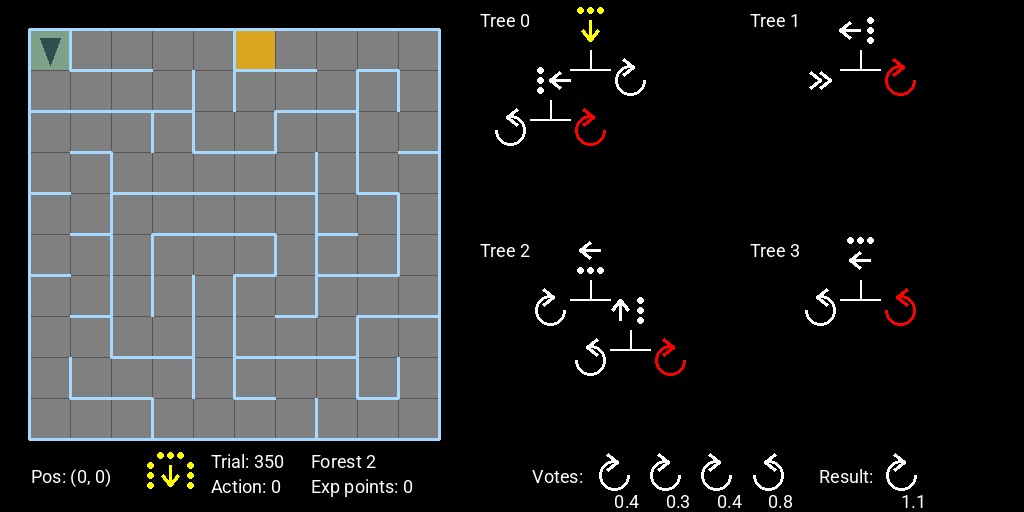 Tree 0
Tree 1
Tree 2
Tree 3
Pos: (0, 0)
Trial: 350
Forest 2
Action: 0
Exp points: 0
Votes:
0.4
0.3
0.4
0.8
Result:
1.1